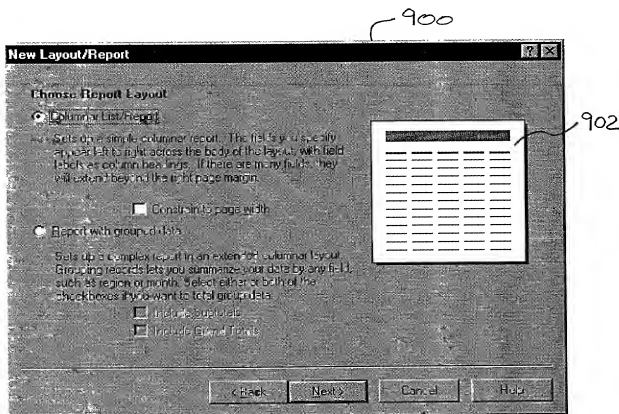 900
New Layout/Report
Choose Report Layout
Columnar List/Report
902
Sets up a simple columnar report. The fields you specify
appear left to right across the body of the layout, with field
labels as column headings. If there are many fields, they
will extend beyond the right page margin.
Constrain to page width
Report with grouped data
Sets up a complex report in an extended columnar layout.
Grouping records lets you summarize your data by any field,
such as region or month. Select either or both of the
checkboxes if you want to total group data.
Include Subtotals
Include Grand Totals
< Back
Next >
Cancel
Help